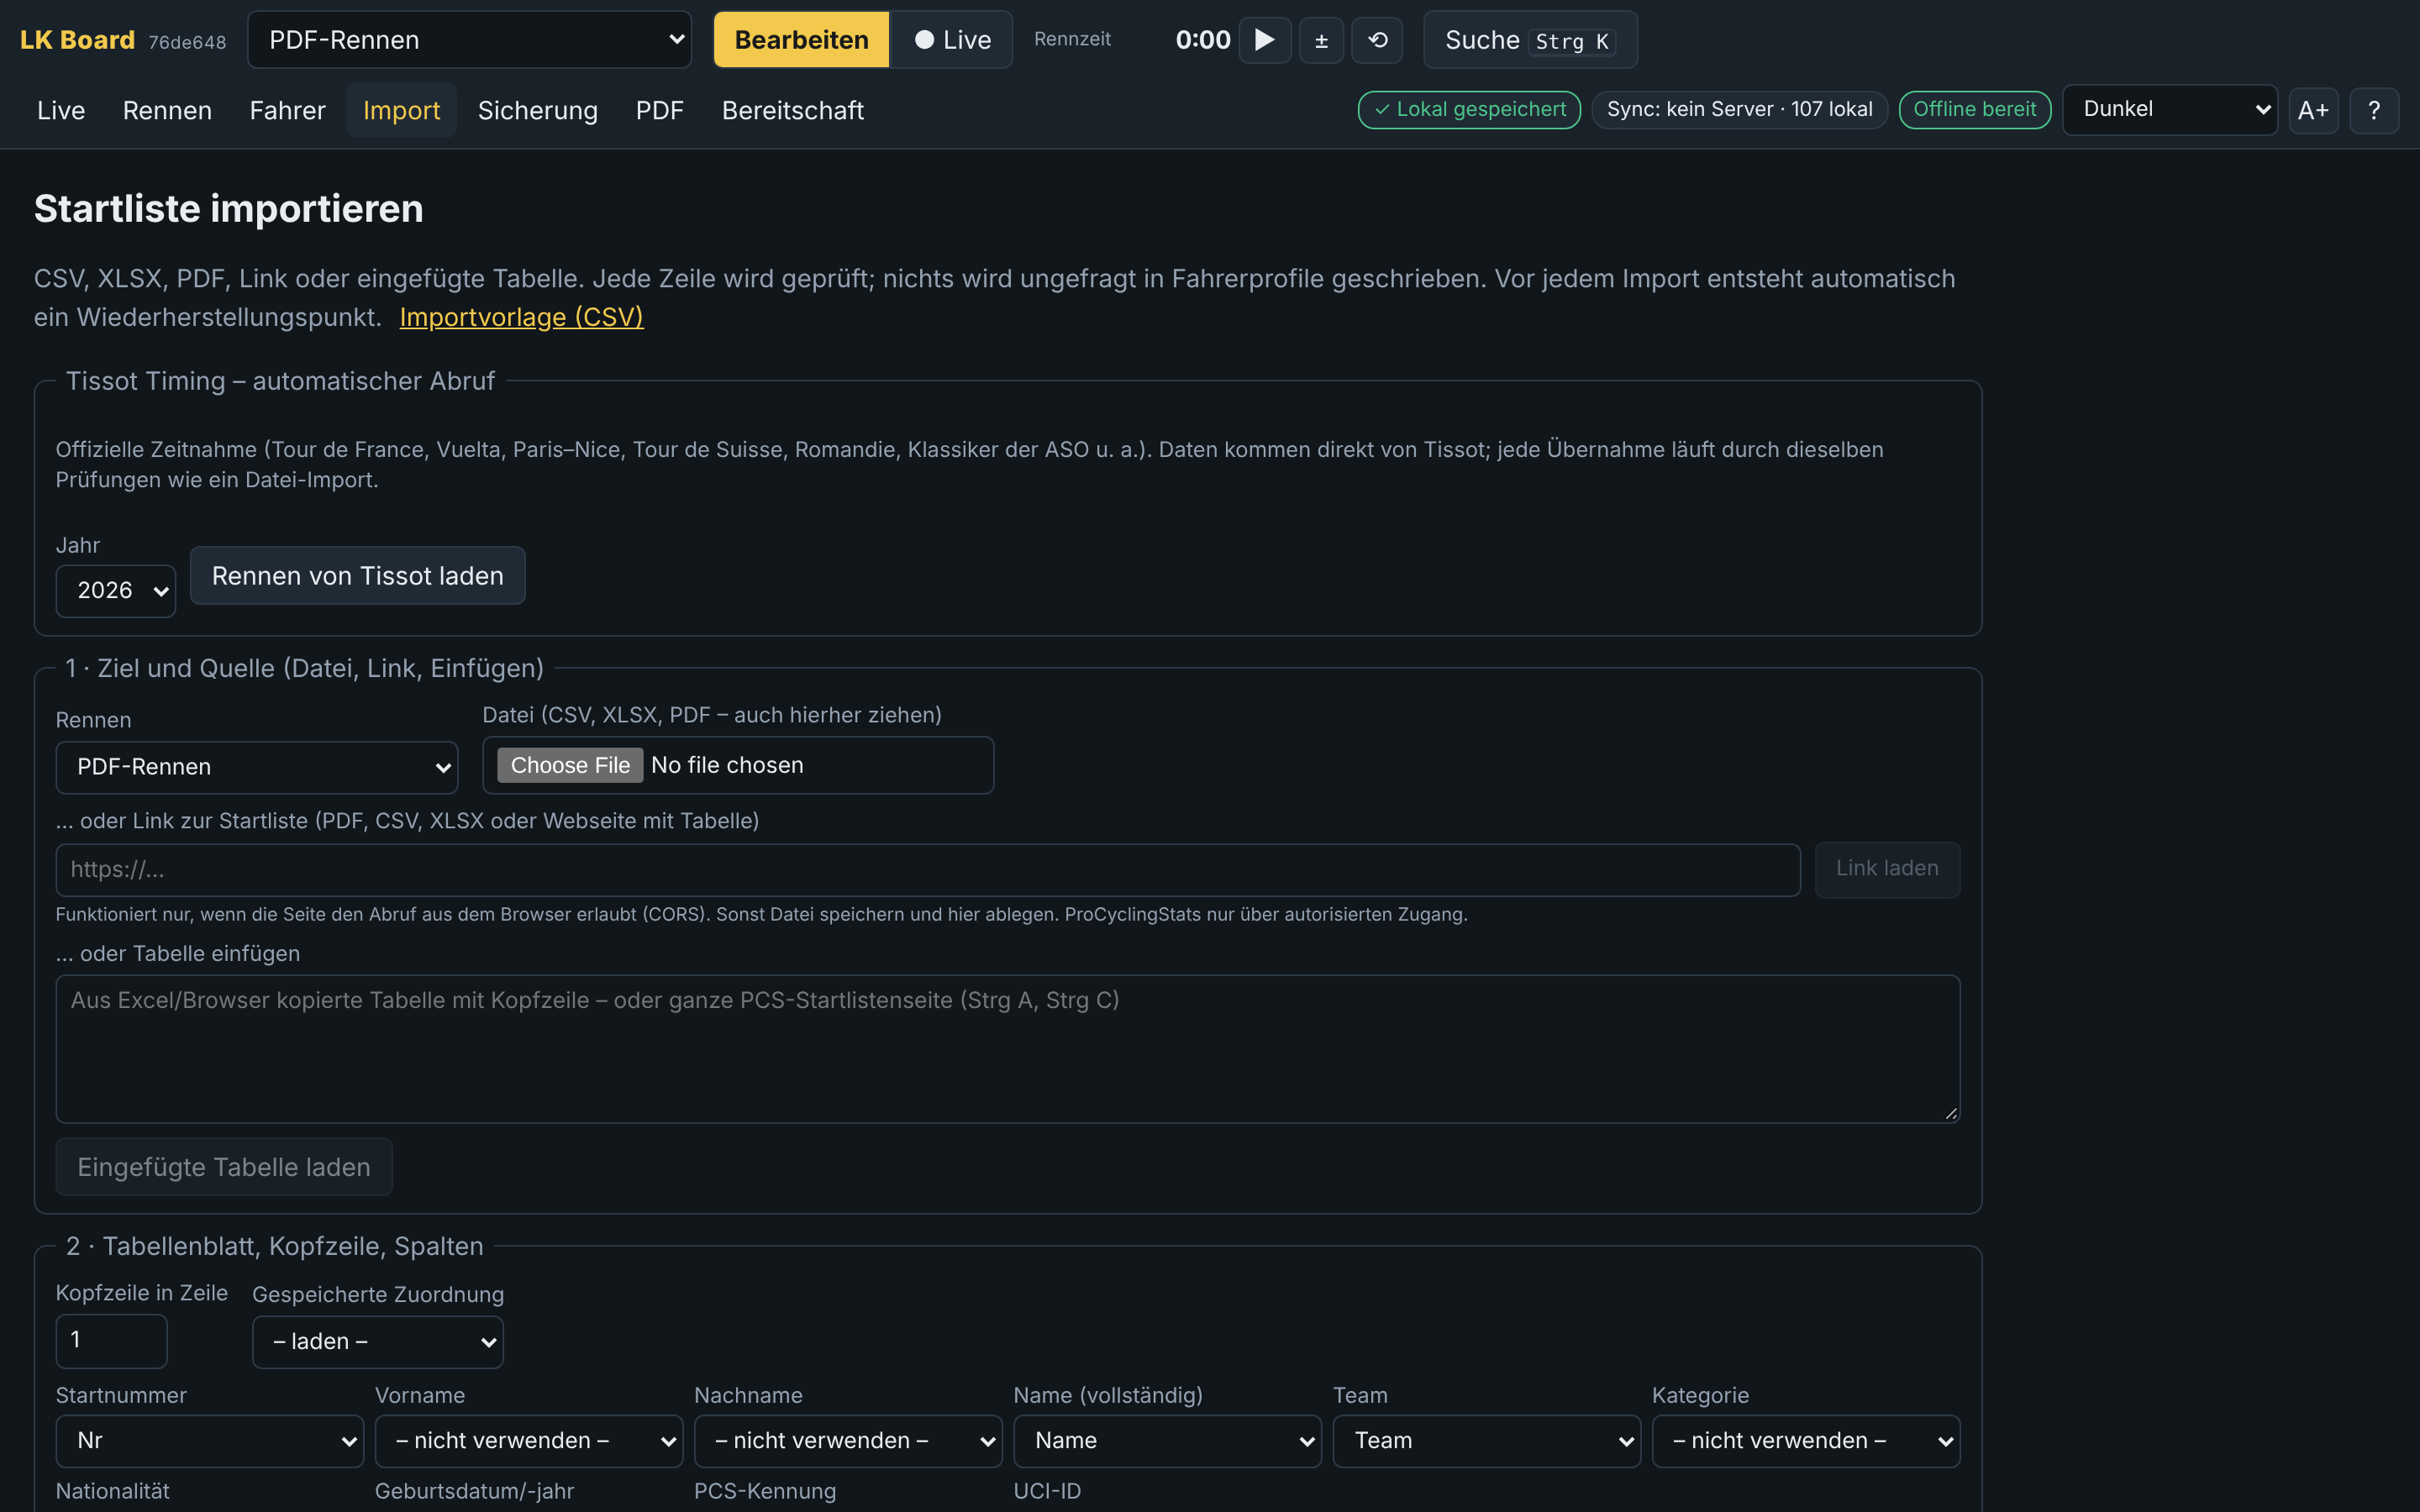 LK Board 76de648 PDF-Rennen Bearbeiten Live Rennzeit 0:00 ± Suche Strg K
Live Rennen Fahrer Import Sicherung PDF Bereitschaft ✓ Lokal gespeichert Sync: kein Server · 107 lokal Offline bereit Dunkel A+ ?
Startliste importieren
CSV, XLSX, PDF, Link oder eingefügte Tabelle. Jede Zeile wird geprüft; nichts wird ungefragt in Fahrerprofile geschrieben. Vor jedem Import entsteht automatisch
ein Wiederherstellungspunkt. Importvorlage (CSV)
Tissot Timing – automatischer Abruf
Offizielle Zeitnahme (Tour de France, Vuelta, Paris–Nice, Tour de Suisse, Romandie, Klassiker der ASO u. a.). Daten kommen direkt von Tissot; jede Übernahme läuft durch dieselben
Prüfungen wie ein Datei-Import.
Jahr
2026 Rennen von Tissot laden
1 · Ziel und Quelle (Datei, Link, Einfügen)
Rennen Datei (CSV, XLSX, PDF – auch hierher ziehen)
PDF-Rennen Choose File No file chosen
… oder Link zur Startliste (PDF, CSV, XLSX oder Webseite mit Tabelle)
https://… Link laden
Funktioniert nur, wenn die Seite den Abruf aus dem Browser erlaubt (CORS). Sonst Datei speichern und hier ablegen. ProCyclingStats nur über autorisierten Zugang.
… oder Tabelle einfügen
Aus Excel/Browser kopierte Tabelle mit Kopfzeile – oder ganze PCS-Startlistenseite (Strg A, Strg C)
Eingefügte Tabelle laden
2 · Tabellenblatt, Kopfzeile, Spalten
Kopfzeile in Zeile Gespeicherte Zuordnung
1 – laden –
Startnummer Vorname Nachname Name (vollständig) Team Kategorie
Nr – nicht verwenden – – nicht verwenden – Name Team – nicht verwenden –
Nationalität Geburtsdatum/-jahr PCS-Kennung UCI-ID